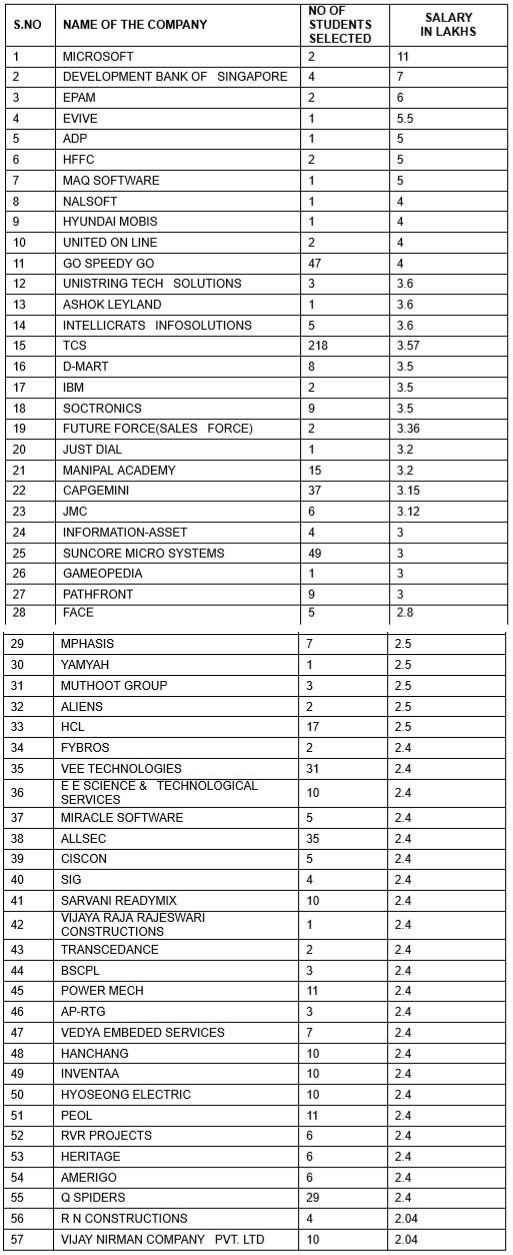 S.NO NAME OF THE COMPANY NO OF STUDENTS SELECTED SALARY IN LAKHS
1 MICROSOFT 2 11
2 DEVELOPMENT BANK OF SINGAPORE 4 7
3 EPAM 2 6
4 EVIVE 1 5.5
5 ADP 1 5
6 HFFC 2 5
7 MAQ SOFTWARE 1 5
8 NALSOFT 1 4
9 HYUNDAI MOBIS 1 4
10 UNITED ON LINE 2 4
11 GO SPEEDY GO 47 4
12 UNISTRING TECH SOLUTIONS 3 3.6
13 ASHOK LEYLAND 1 3.6
14 INTELLICRATS INFOSOLUTIONS 5 3.6
15 TCS 218 3.57
16 D-MART 8 3.5
17 IBM 2 3.5
18 SOCTRONICS 9 3.5
19 FUTURE FORCE(SALES FORCE) 2 3.36
20 JUST DIAL 1 3.2
21 MANIPAL ACADEMY 15 3.2
22 CAPGEMINI 37 3.15
23 JMC 6 3.12
24 INFORMATION-ASSET 4 3
25 SUNCORE MICRO SYSTEMS 49 3
26 GAMEOPEDIA 1 3
27 PATHFRONT 9 3
28 FACE 5 2.8
29 MPHASIS 7 2.5
30 YAMYAH 1 2.5
31 MUTHOOT GROUP 3 2.5
32 ALIENS 2 2.5
33 HCL 17 2.5
34 FYBROS 2 2.4
35 VEE TECHNOLOGIES 31 2.4
36 E E SCIENCE & TECHNOLOGICAL SERVICES 10 2.4
37 MIRACLE SOFTWARE 5 2.4
38 ALLSEC 35 2.4
39 CISCON 5 2.4
40 SIG 4 2.4
41 SARVANI READYMIX 10 2.4
42 VIJAYA RAJA RAJESWARI CONSTRUCTIONS 1 2.4
43 TRANSCEDANCE 2 2.4
44 BSCPL 3 2.4
45 POWER MECH 11 2.4
46 AP-RTG 3 2.4
47 VEDYA EMBEDED SERVICES 7 2.4
48 HANCHANG 10 2.4
49 INVENTAA 10 2.4
50 HYOSEONG ELECTRIC 10 2.4
51 PEOL 11 2.4
52 RVR PROJECTS 6 2.4
53 HERITAGE 6 2.4
54 AMERIGO 6 2.4
55 Q SPIDERS 29 2.4
56 R N CONSTRUCTIONS 4 2.04
57 VIJAY NIRMAN COMPANY PVT. LTD 10 2.04